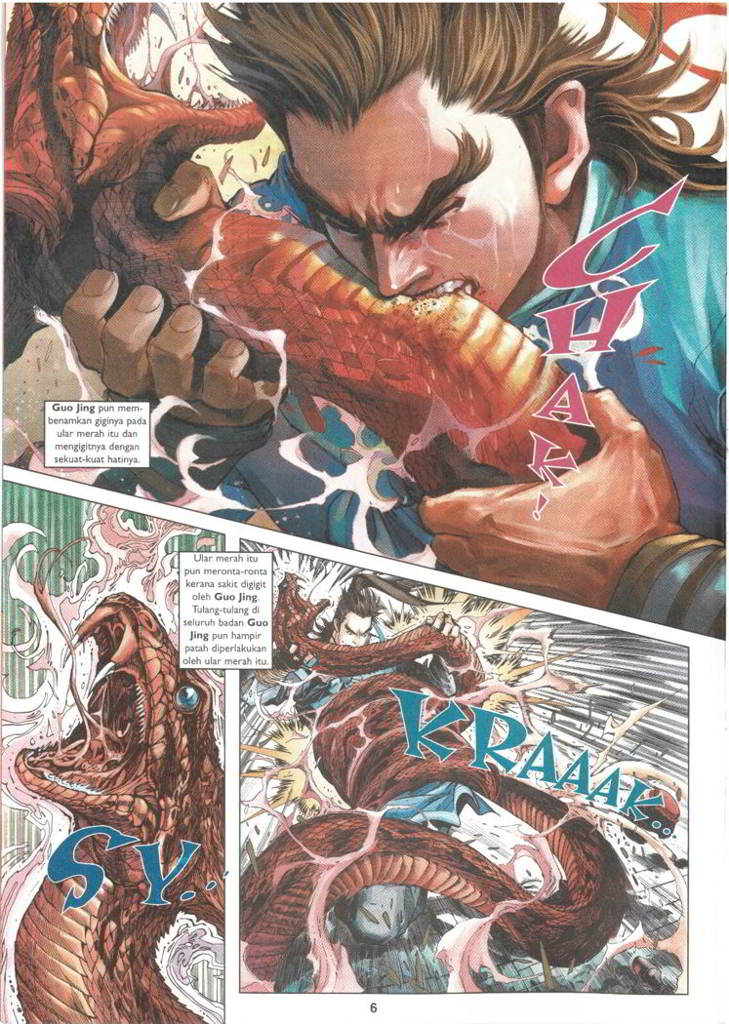 CHAK!
Guo Jing pun mem-
benamkan giginya pada
ular merah itu dan
mengigitnya dengan
sekuat-kuat hatinya.
Ular merah itu
pun meronta-ronta
kerana sakit digigit
oleh Guo Jing.
Tulang-tulang di
seluruh badan Guo
Jing pun hampir
patah diperlakukan
oleh ular merah itu.
SY...
KRAAAK..
6